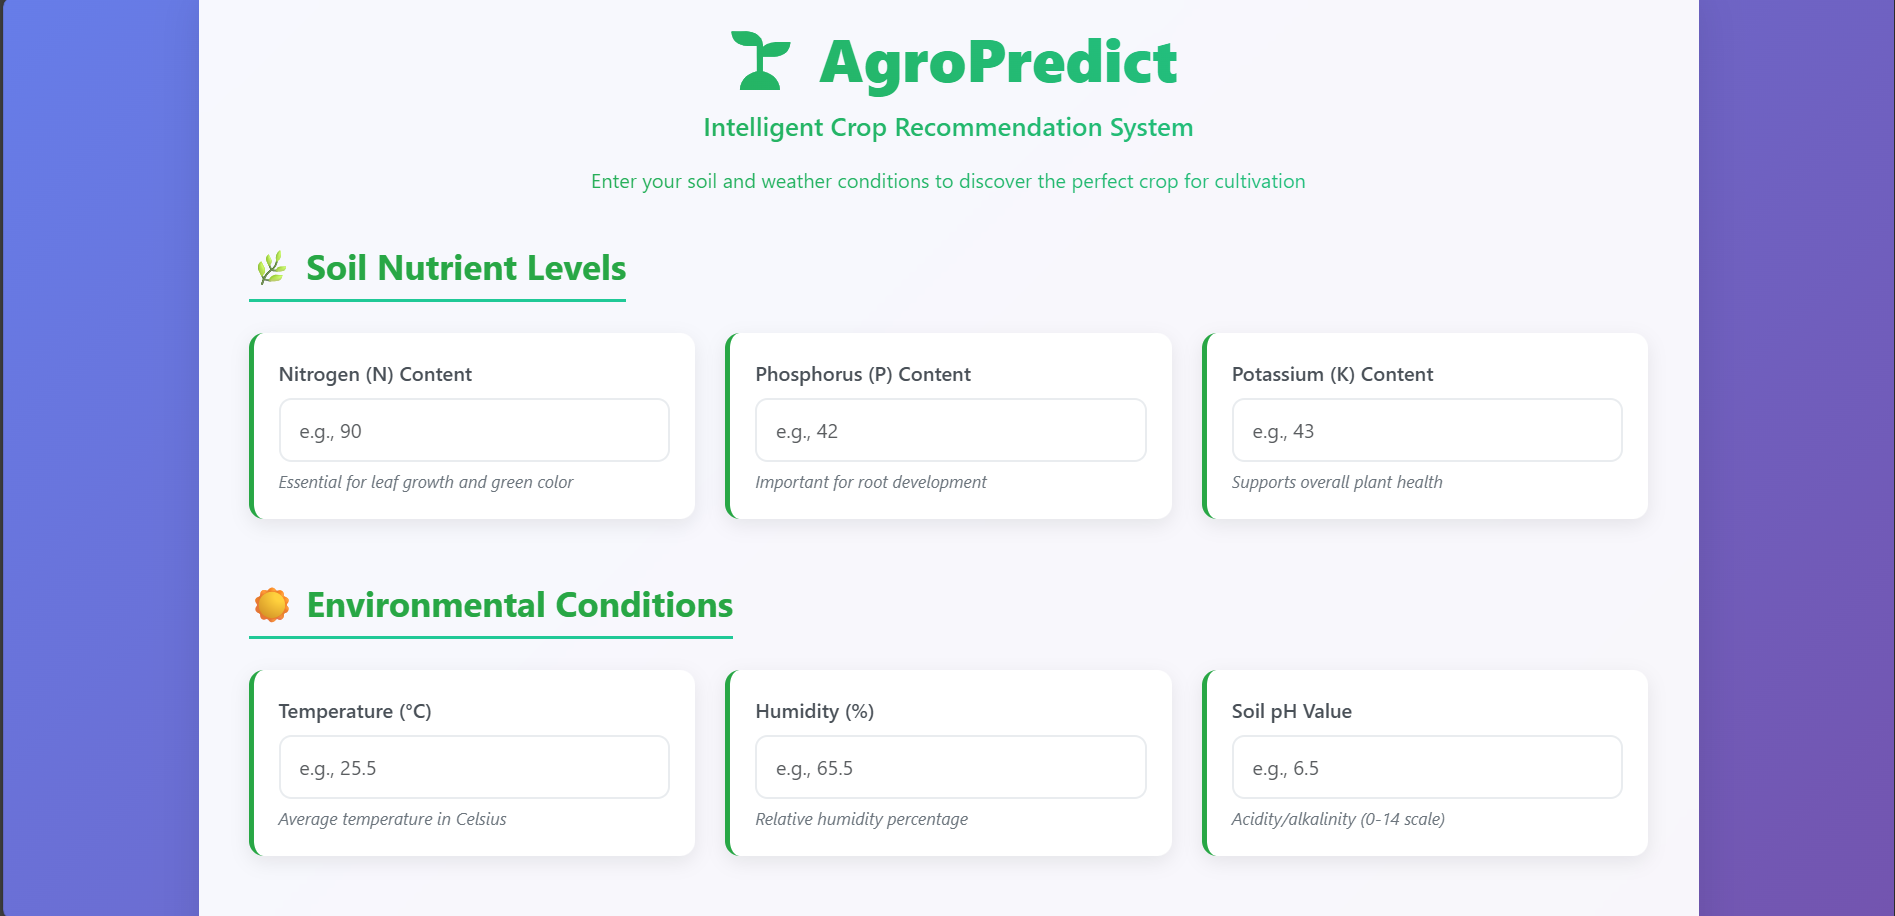 AgroPredict
Intelligent Crop Recommendation System
Enter your soil and weather conditions to discover the perfect crop for cultivation
Soil Nutrient Levels
Nitrogen (N) Content
e.g., 90
Essential for leaf growth and green color
Phosphorus (P) Content
e.g., 42
Important for root development
Potassium (K) Content
e.g., 43
Supports overall plant health
Environmental Conditions
Temperature (°C)
e.g., 25.5
Average temperature in Celsius
Humidity (%)
e.g., 65.5
Relative humidity percentage
Soil pH Value
e.g., 6.5
Acidity/alkalinity (0-14 scale)